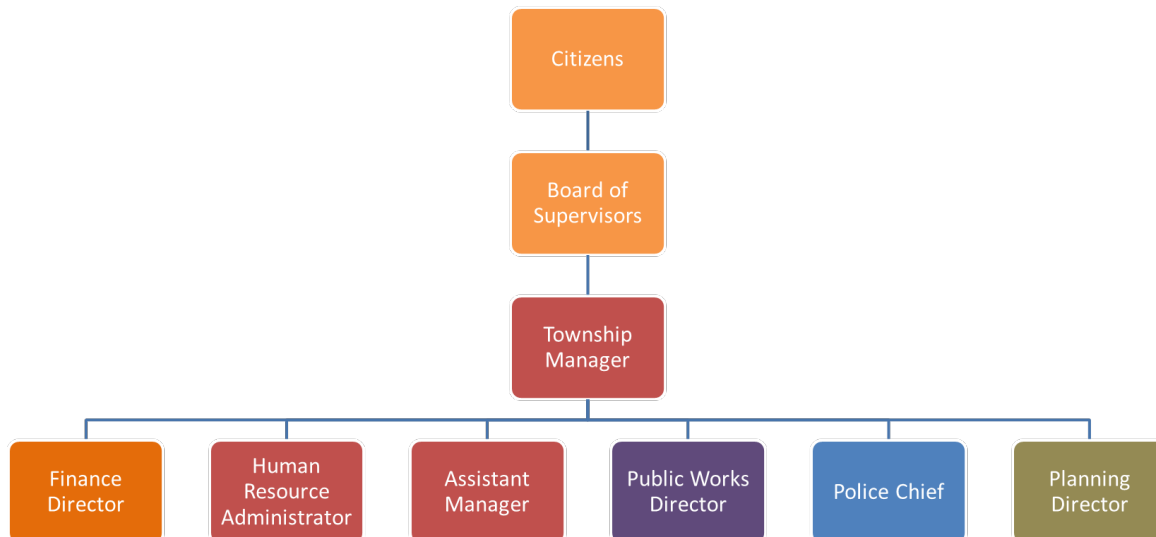 Citizens
Board of
Supervisors
Township
Manager
Finance
Director
Human
Resource
Administrator
Assistant
Manager
Public Works
Director
Police Chief
Planning
Director